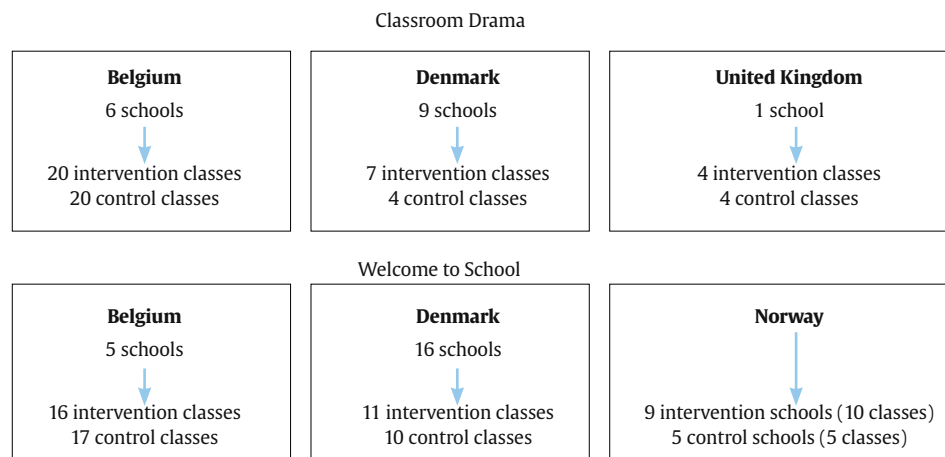 Classroom Drama
Belgium
6 schools
20 intervention classes
20 control classes
Denmark
9 schools
7 intervention classes
4 control classes
United Kingdom
1 school
4 intervention classes
4 control classes
Welcome to School
Belgium
5 schools
16 intervention classes
17 control classes
Denmark
16 schools
11 intervention classes
10 control classes
Norway
9 intervention schools (10 classes)
5 control schools (5 classes)